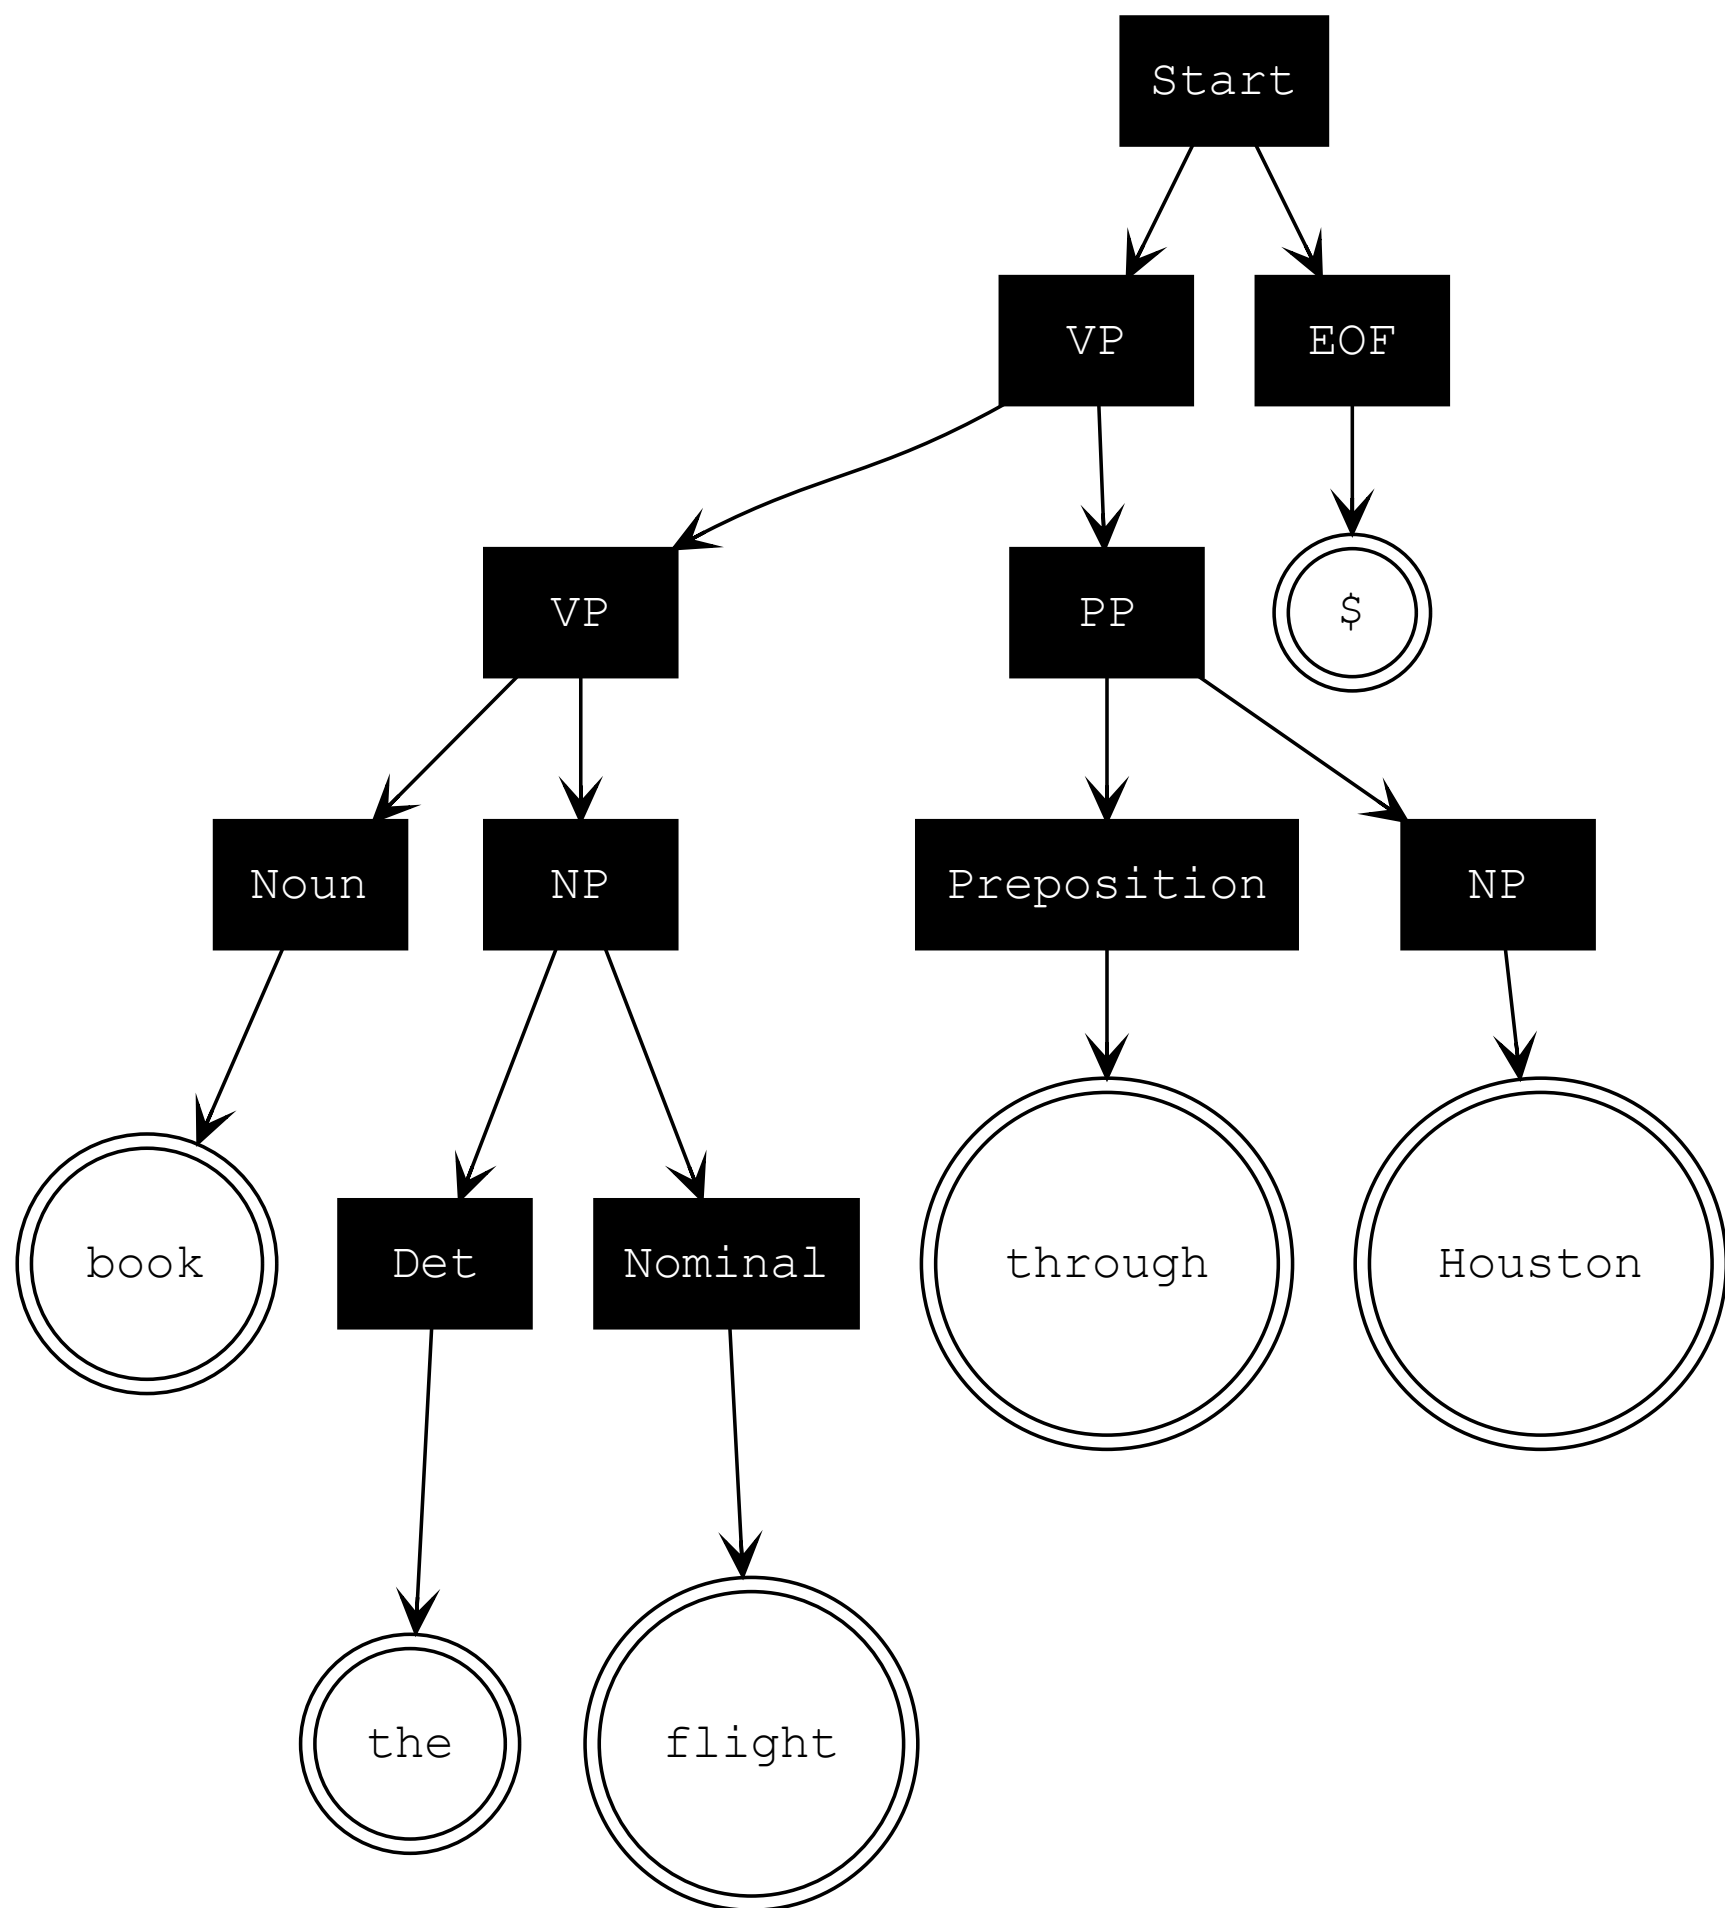 Start
VP EOF
VP PP $
Noun NP Preposition NP
book Det Nominal through Houston
the flight